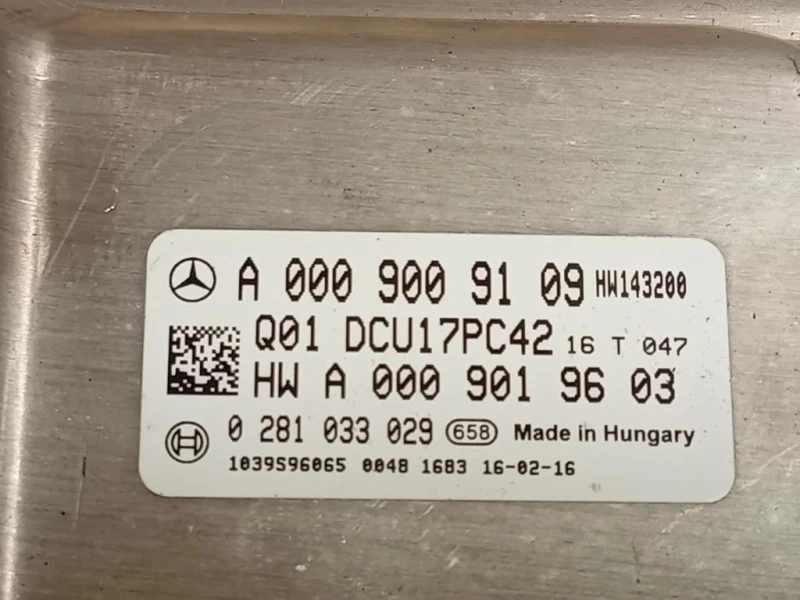 A 000 900 91 09 HW143200
Q01 DCU17PC42 16 T 047
HW A 000 901 96 03
0 281 033 029 658 Made in Hungary
1039S96065 0048 1683 16-02-16